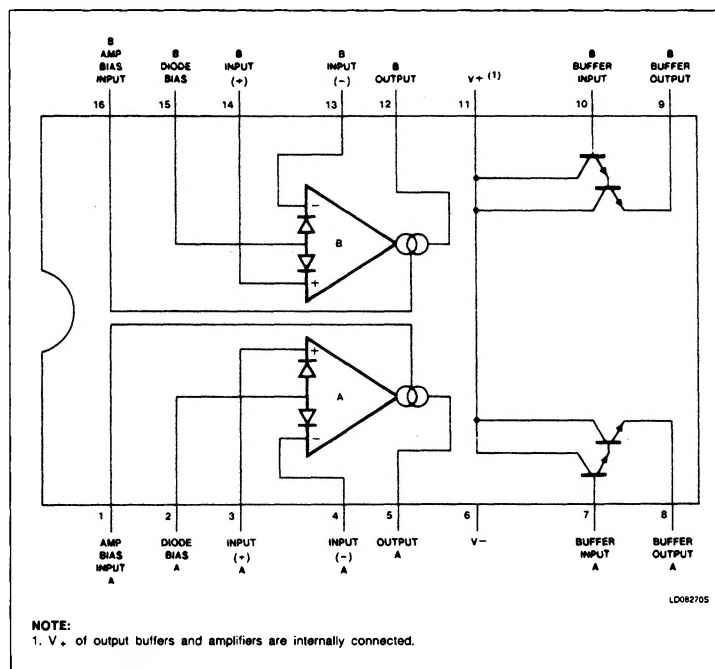 B
AMP
BIAS
INPUT
B
DIODE
BIAS
B
INPUT
(+)
B
INPUT
(−)
B
OUTPUT
V+ (1)
B
BUFFER
INPUT
B
BUFFER
OUTPUT
16
15
14
13
12
11
10
9
−
B
+
+
A
−
1
2
3
4
5
6
7
8
AMP
BIAS
INPUT
A
DIODE
BIAS
A
INPUT
(+)
A
INPUT
(−)
A
OUTPUT
A
V−
BUFFER
INPUT
A
BUFFER
OUTPUT
A
LD08270S
NOTE:
1. V+ of output buffers and amplifiers are internally connected.